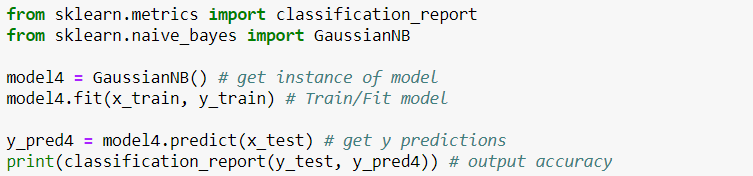 from sklearn.metrics import classification_report
from sklearn.naive_bayes import GaussianNB
model4 = GaussianNB() # get instance of model
model4.fit(x_train, y_train) # Train/Fit model
y_pred4 = model4.predict(x_test) # get y predictions
print(classification_report(y_test, y_pred4)) # output accuracy